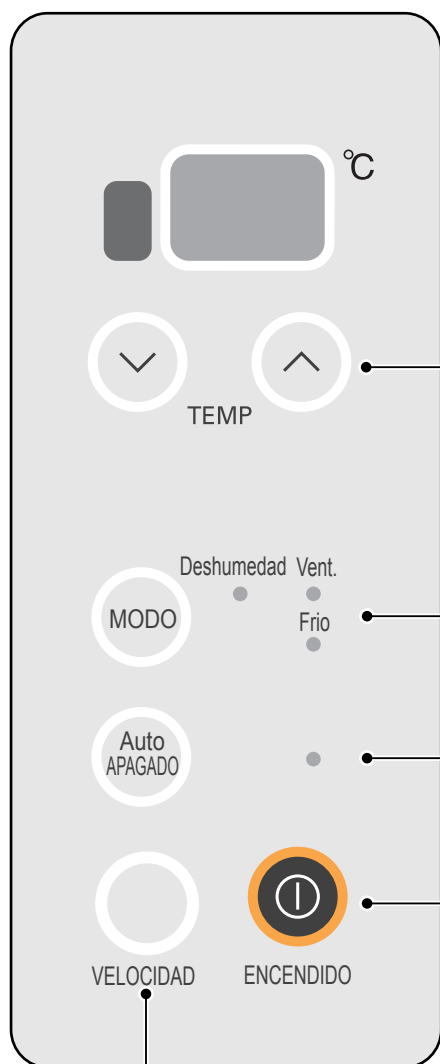 °C
TEMP
Deshumedad Vent.
MODO
Frio
Auto
APAGADO
VELOCIDAD ENCENDIDO